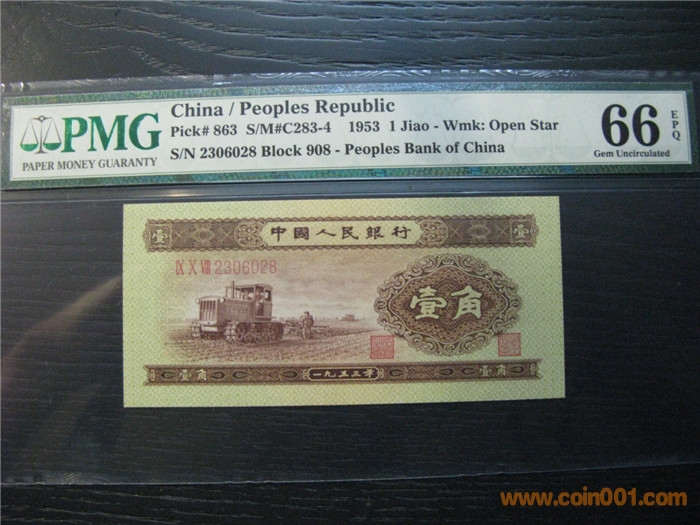 PMG
PAPER MONEY GUARANTY
China / Peoples Republic
Pick# 863 S/M#C283-4 1953 1 Jiao - Wmk: Open Star
S/N 2306028 Block 908 - Peoples Bank of China
66 EPQ
Gem Uncirculated
壹 中國人民銀行 壹
IX X VIII 2306028
壹角
壹角 一九五三年 壹角
www.coin001.com